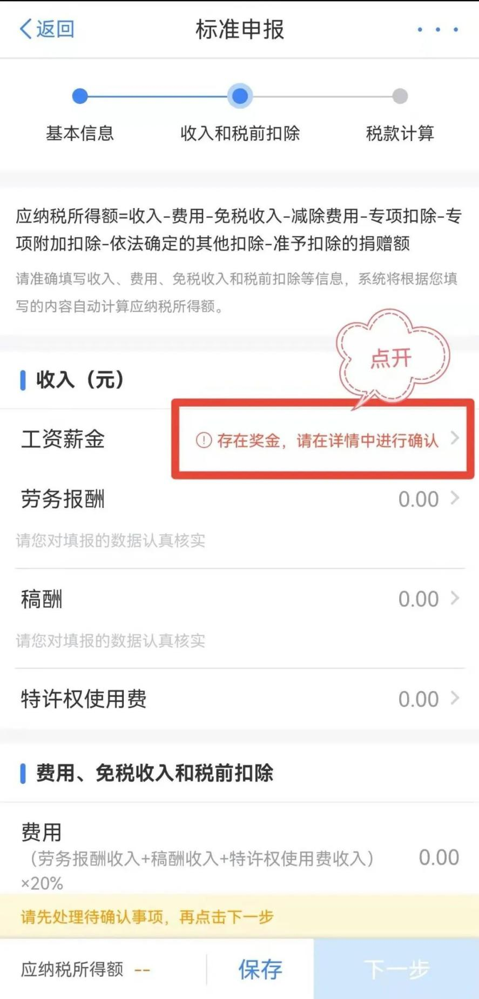 返回
标准申报
基本信息
收入和税前扣除
税款计算
应纳税所得额=收入-费用-免税收入-减除费用-专项扣除-专
项附加扣除-依法确定的其他扣除-准予扣除的捐赠额
请准确填写收入、费用、免税收入和税前扣除等信息，系统将根据您填
写的内容自动计算应纳税所得额。
点开
收入（元）
工资薪金
存在奖金，请在详情中进行确认
劳务报酬
0.00
请您对填报的数据认真核实
稿酬
0.00
请您对填报的数据认真核实
特许权使用费
0.00
费用、免税收入和税前扣除
费用
（劳务报酬收入+稿酬收入+特许权使用费收入）
×20%
0.00
请先处理待确认事项，再点击下一步
应纳税所得额 --
保存
下一步